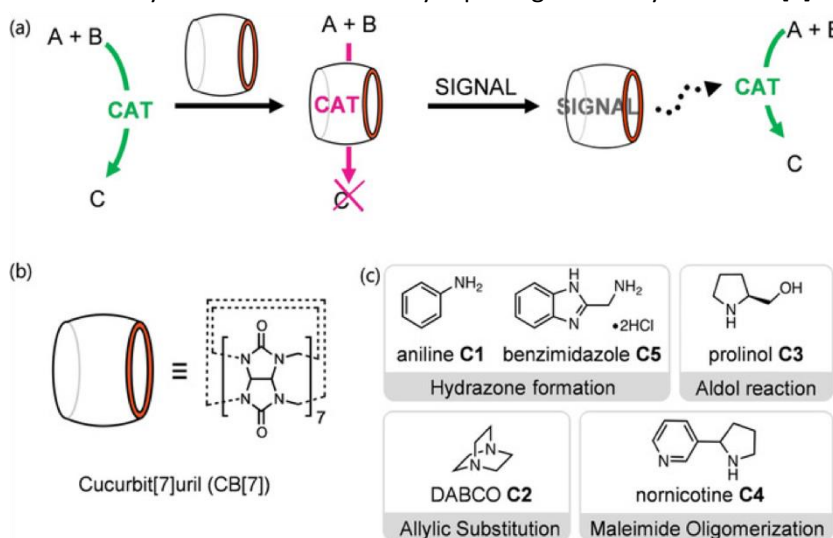 (a)
A + B
CAT
C
A + B
CAT
C
SIGNAL
SIGNAL
A + B
CAT
C
(b)
≡
O
N N
N N
O
7
Cucurbit[7]uril (CB[7])
(c)
NH₂
aniline C1
H
N
N
NH₂
•2HCl
benzimidazole C5
Hydrazone formation
N
H
OH
prolinol C3
Aldol reaction
N
N
DABCO C2
Allylic Substitution
N
N
H
nornicotine C4
Maleimide Oligomerization